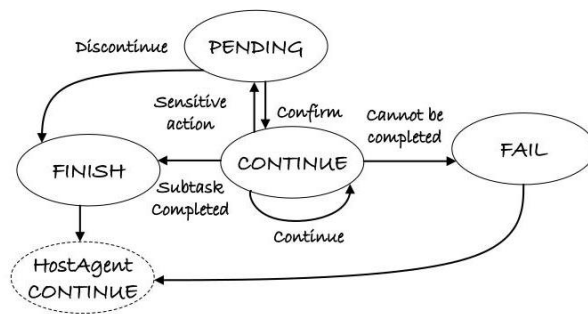 Discontinue
PENDING
Sensitive
action
Confirm
Cannot be
completed
FINISH
CONTINUE
FAIL
Subtask
Completed
Continue
HostAgent
CONTINUE